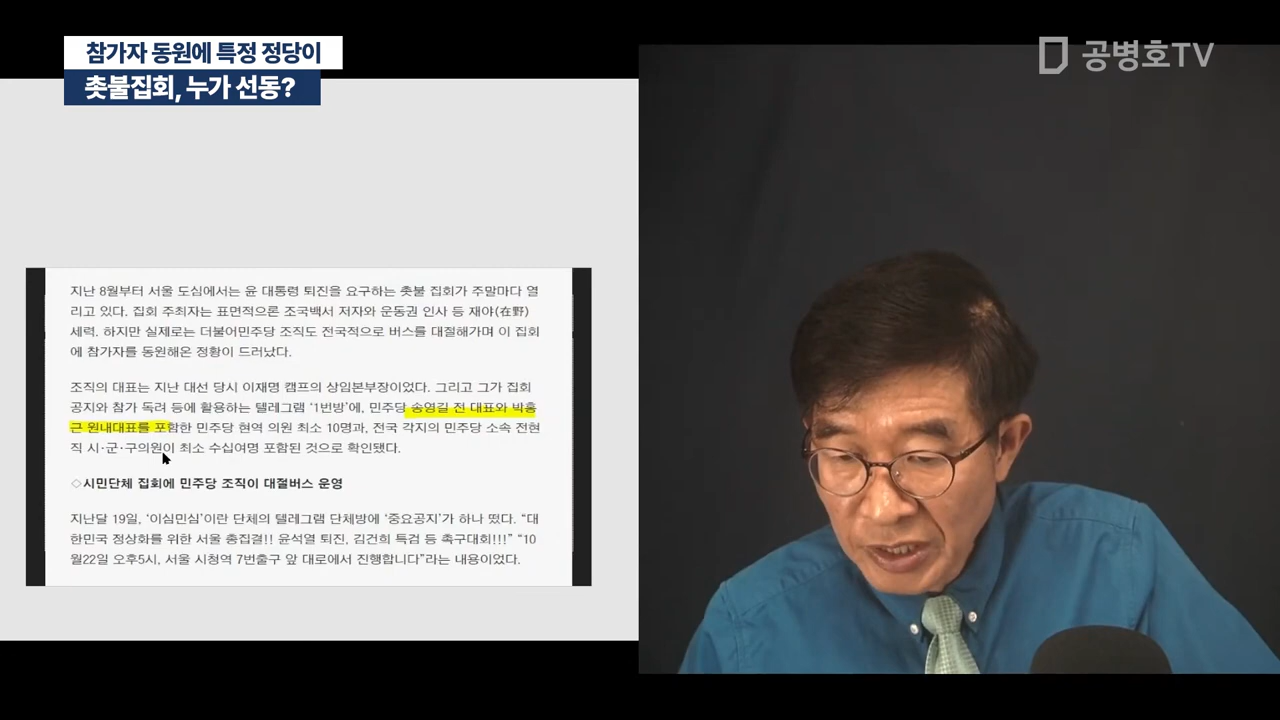 참가자 동원에 특정 정당이
촛불집회, 누가 선동?
공병호TV
지난 8월부터 서울 도심에서는 윤 대통령 퇴진을 요구하는 촛불 집회가 주말마다 열
리고 있다. 집회 주최자는 표면적으론 조국백서 저자와 운동권 인사 등 재야(在野)
세력. 하지만 실제로는 더불어민주당 조직도 전국적으로 버스를 대절해가며 이 집회
에 참가자를 동원해온 정황이 드러났다.
조직의 대표는 지난 대선 당시 이재명 캠프의 상임본부장이었다. 그리고 그가 집회
공지와 참가 독려 등에 활용하는 텔레그램 ‘1번방’에, 민주당 송영길 전 대표와 박홍
근 원내대표를 포함한 민주당 현역 의원 최소 10명과, 전국 각지의 민주당 소속 전현
직 시·군·구의원이 최소 수십여명 포함된 것으로 확인됐다.
◇시민단체 집회에 민주당 조직이 대절버스 운영
지난달 19일, ‘이심민심’이란 단체의 텔레그램 단체방에 ‘중요공지’가 하나 떴다. “대
한민국 정상화를 위한 서울 총집결!! 윤석열 퇴진, 김건희 특검 등 촉구대회!!!” “10
월22일 오후5시, 서울 시청역 7번출구 앞 대로에서 진행합니다”라는 내용이었다.